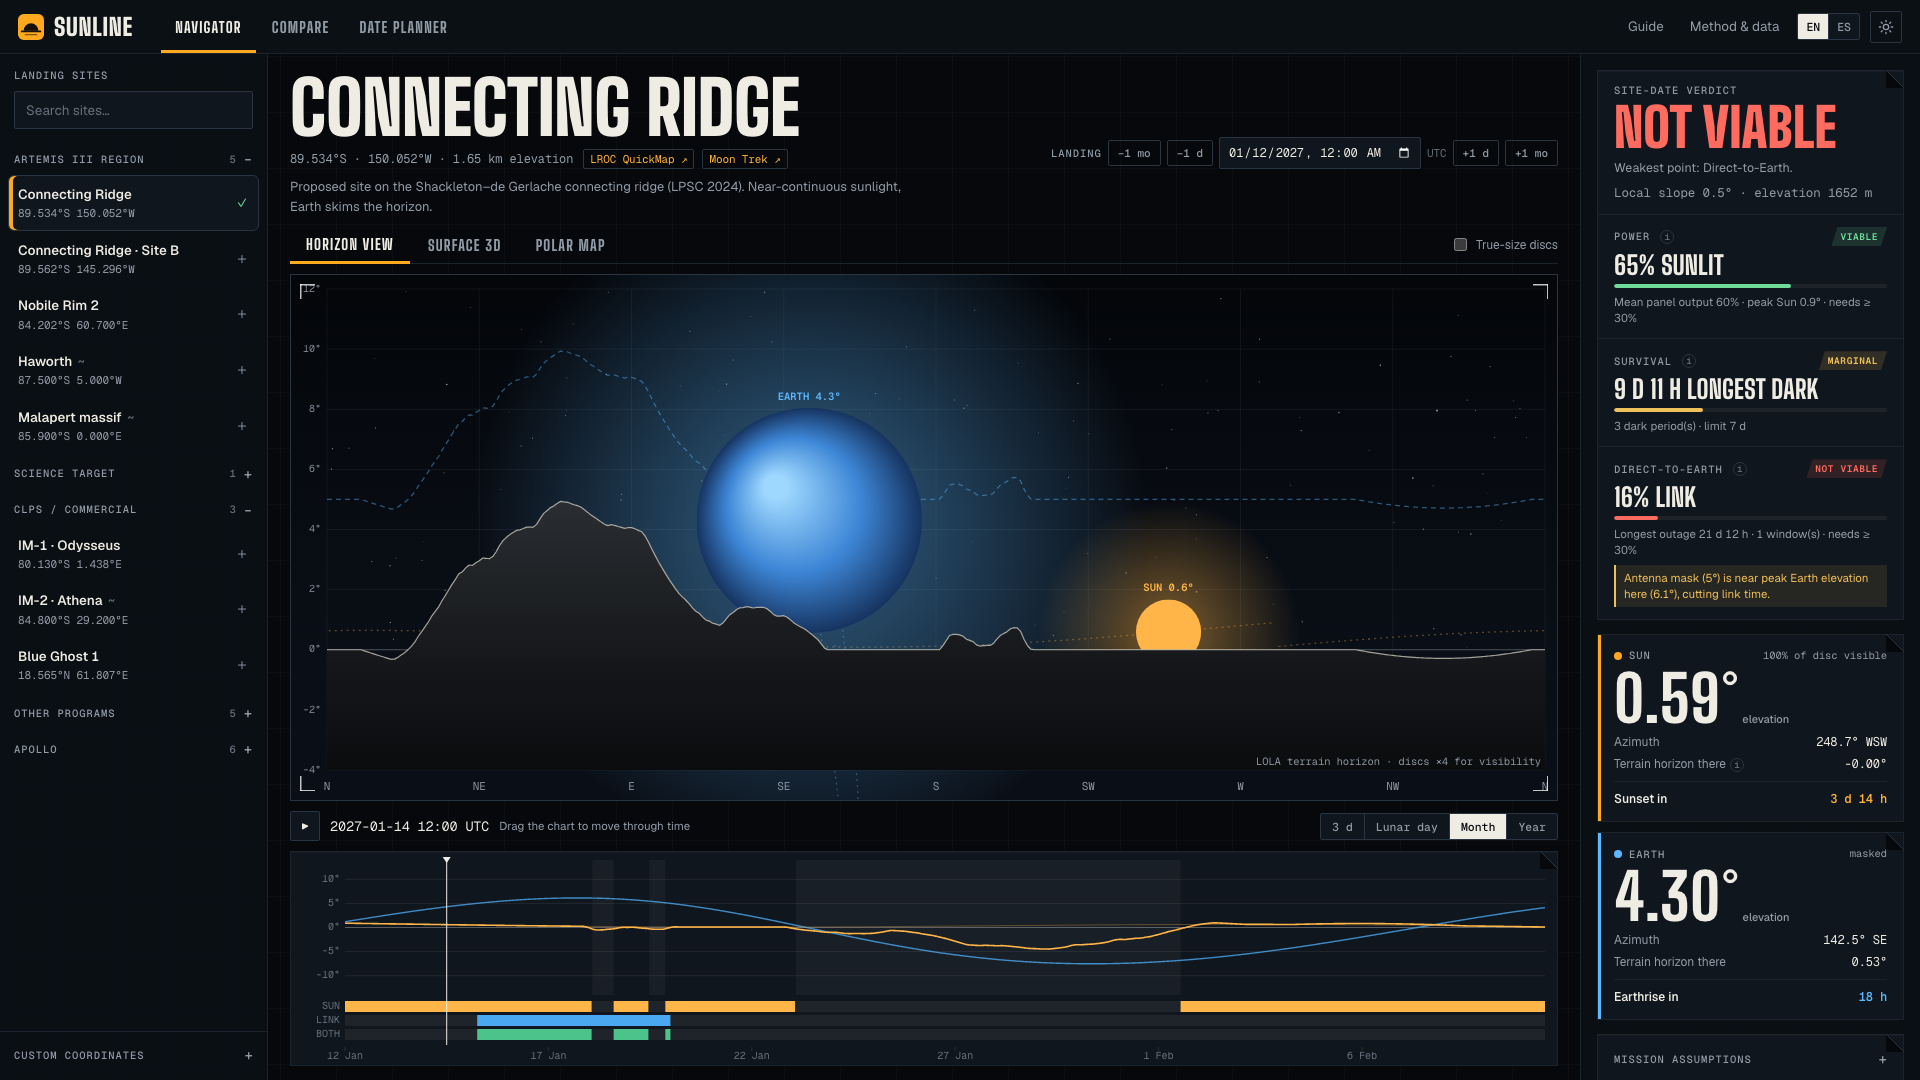 SUNLINE
NAVIGATOR
COMPARE
DATE PLANNER
Guide
Method & data
EN
ES
LANDING SITES
Search sites...
ARTEMIS III REGION 5 −
Connecting Ridge
89.534°S 150.052°W
Connecting Ridge · Site B
89.562°S 145.296°W
Nobile Rim 2
84.202°S 60.700°E
Haworth ~
87.500°S 5.000°W
Malapert massif ~
85.900°S 0.000°E
SCIENCE TARGET 1 +
CLPS / COMMERCIAL 3 −
IM-1 · Odysseus
80.130°S 1.438°E
IM-2 · Athena ~
84.800°S 29.200°E
Blue Ghost 1
18.565°N 61.807°E
OTHER PROGRAMS 5 +
APOLLO 6 +
CUSTOM COORDINATES +
CONNECTING RIDGE
89.534°S · 150.052°W · 1.65 km elevation
LROC QuickMap ↗
Moon Trek ↗
Proposed site on the Shackleton–de Gerlache connecting ridge (LPSC 2024). Near-continuous sunlight,
Earth skims the horizon.
LANDING
−1 mo
−1 d
01/12/2027, 12:00 AM
UTC
+1 d
+1 mo
HORIZON VIEW
SURFACE 3D
POLAR MAP
True-size discs
12°
10°
8°
6°
4°
2°
0°
-2°
-4°
EARTH 4.3°
SUN 0.6°
LOLA terrain horizon · discs ×4 for visibility
N NE E SE S SW W NW N
2027-01-14 12:00 UTC
Drag the chart to move through time
3 d
Lunar day
Month
Year
10°
5°
0°
-5°
-10°
SUN
LINK
BOTH
12 Jan 17 Jan 22 Jan 27 Jan 1 Feb 6 Feb
SITE-DATE VERDICT
NOT VIABLE
Weakest point: Direct-to-Earth.
Local slope 0.5° · elevation 1652 m
POWER i VIABLE
65% SUNLIT
Mean panel output 60% · peak Sun 0.9° · needs ≥
30%
SURVIVAL i MARGINAL
9 D 11 H LONGEST DARK
3 dark period(s) · limit 7 d
DIRECT-TO-EARTH i NOT VIABLE
16% LINK
Longest outage 21 d 12 h · 1 window(s) · needs ≥
30%
Antenna mask (5°) is near peak Earth elevation
here (6.1°), cutting link time.
SUN 100% of disc visible
0.59° elevation
Azimuth 248.7° WSW
Terrain horizon there i -0.00°
Sunset in 3 d 14 h
EARTH masked
4.30° elevation
Azimuth 142.5° SE
Terrain horizon there 0.53°
Earthrise in 18 h
MISSION ASSUMPTIONS +